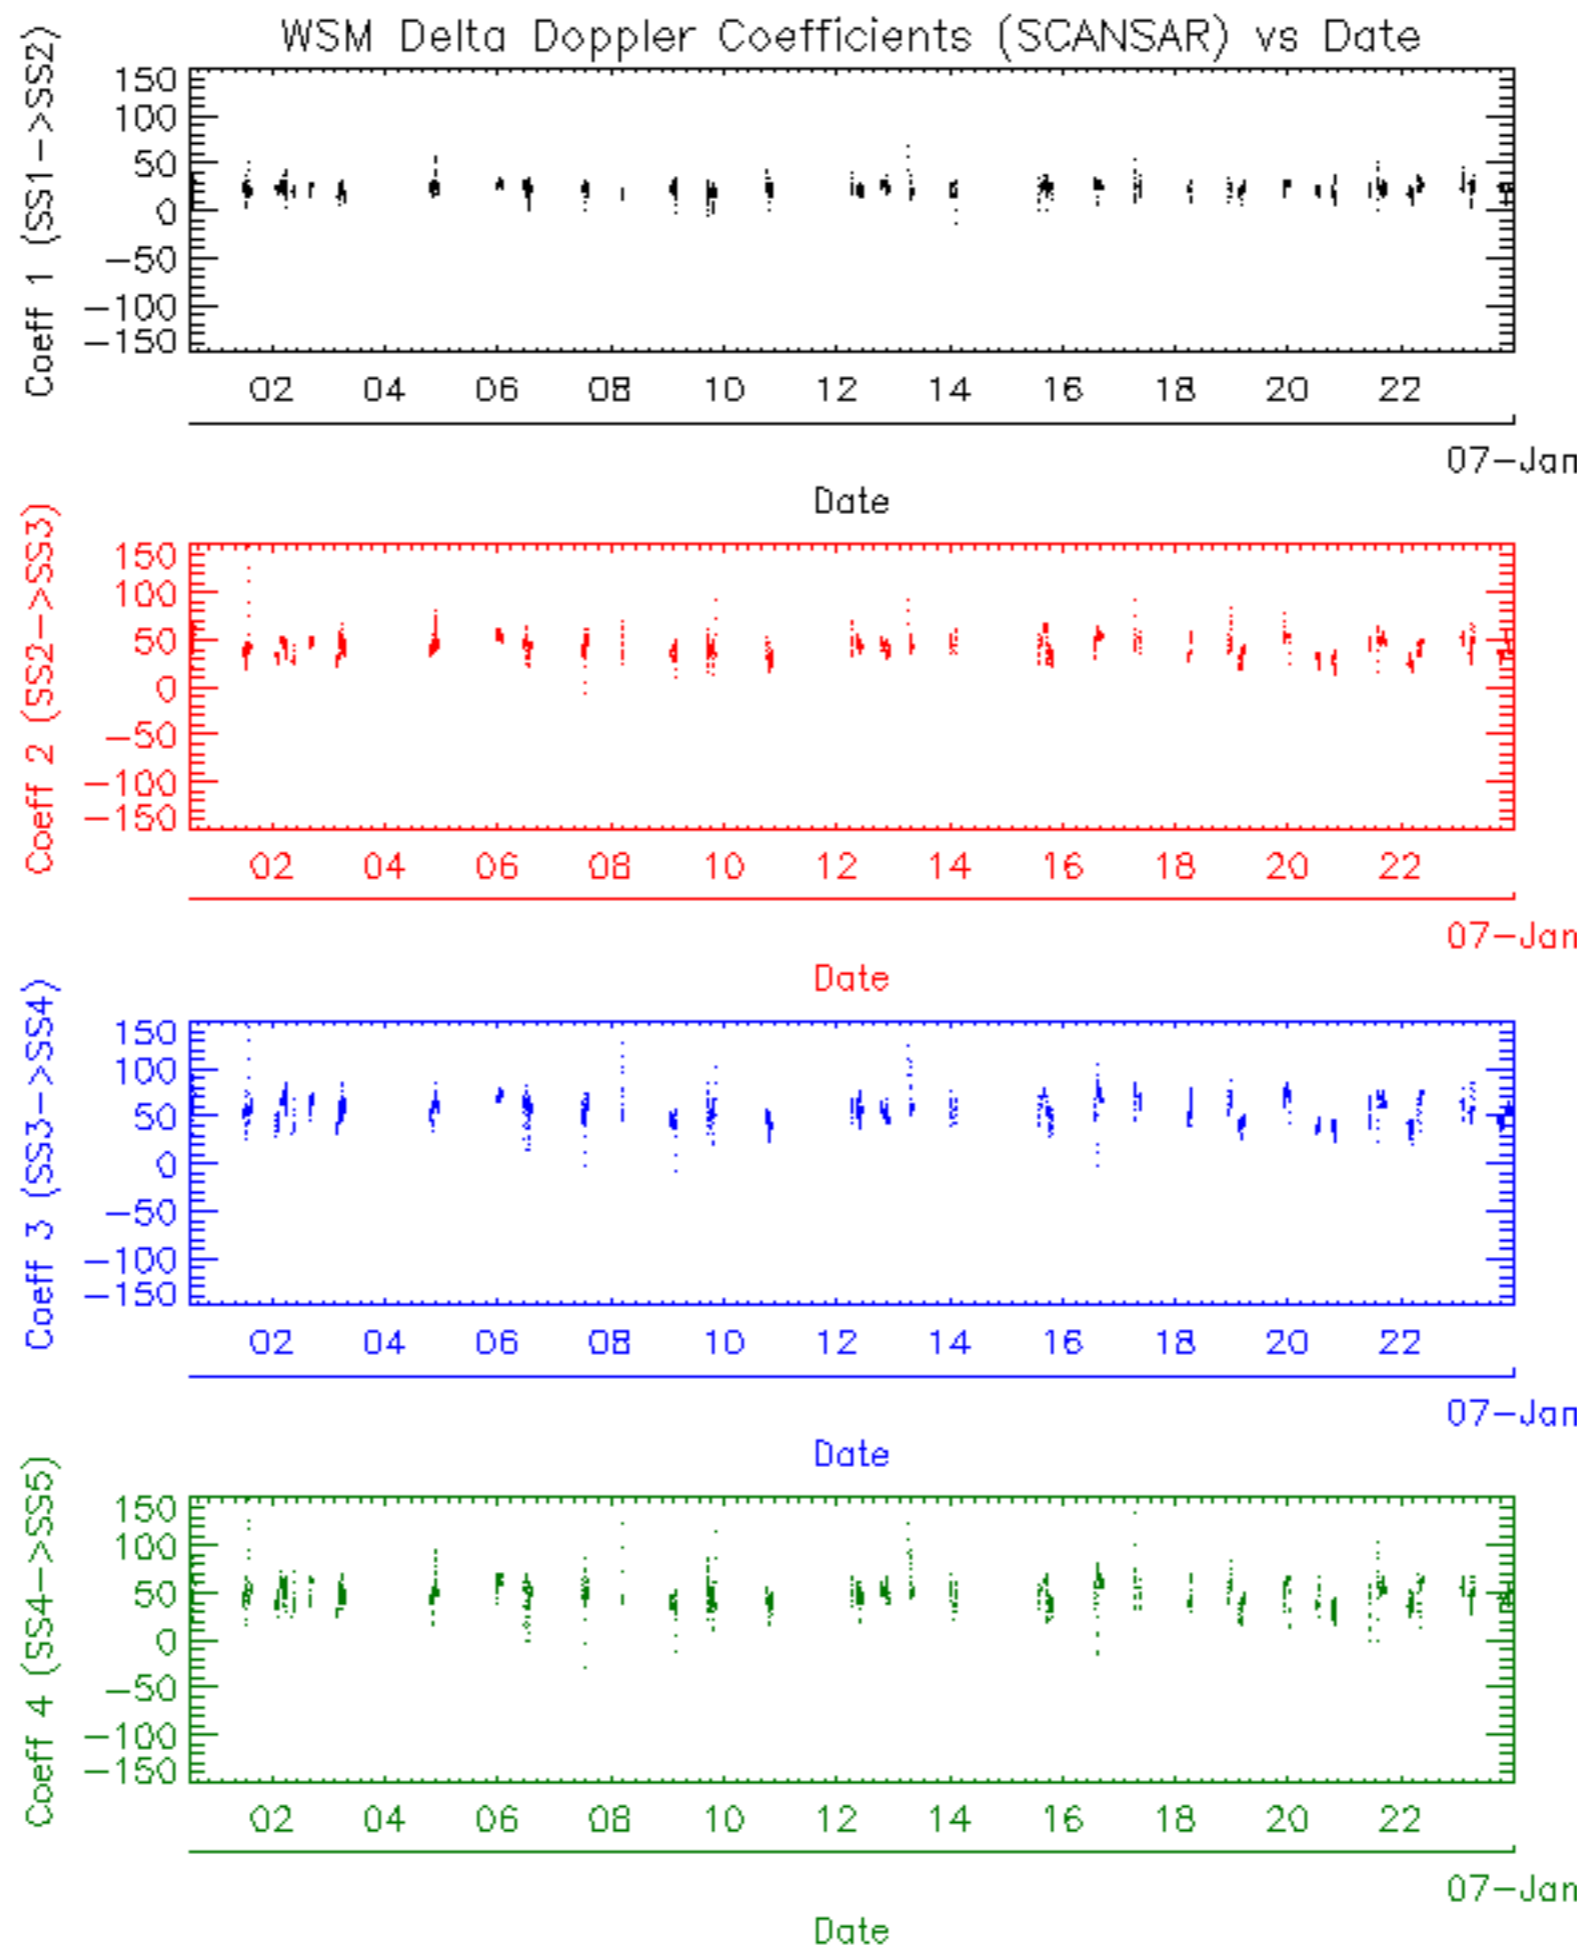 WSM Delta Doppler Coefficients (SCANSAR) vs Date
Coeff 1 (SS1->SS2)
150
100
50
0
-50
-100
-150
02 04 06 08 10 12 14 16 18 20 22
07-Jan
Date
Coeff 2 (SS2->SS3)
150
100
50
0
-50
-100
-150
02 04 06 08 10 12 14 16 18 20 22
07-Jan
Date
Coeff 3 (SS3->SS4)
150
100
50
0
-50
-100
-150
02 04 06 08 10 12 14 16 18 20 22
07-Jan
Date
Coeff 4 (SS4->SS5)
150
100
50
0
-50
-100
-150
02 04 06 08 10 12 14 16 18 20 22
07-Jan
Date